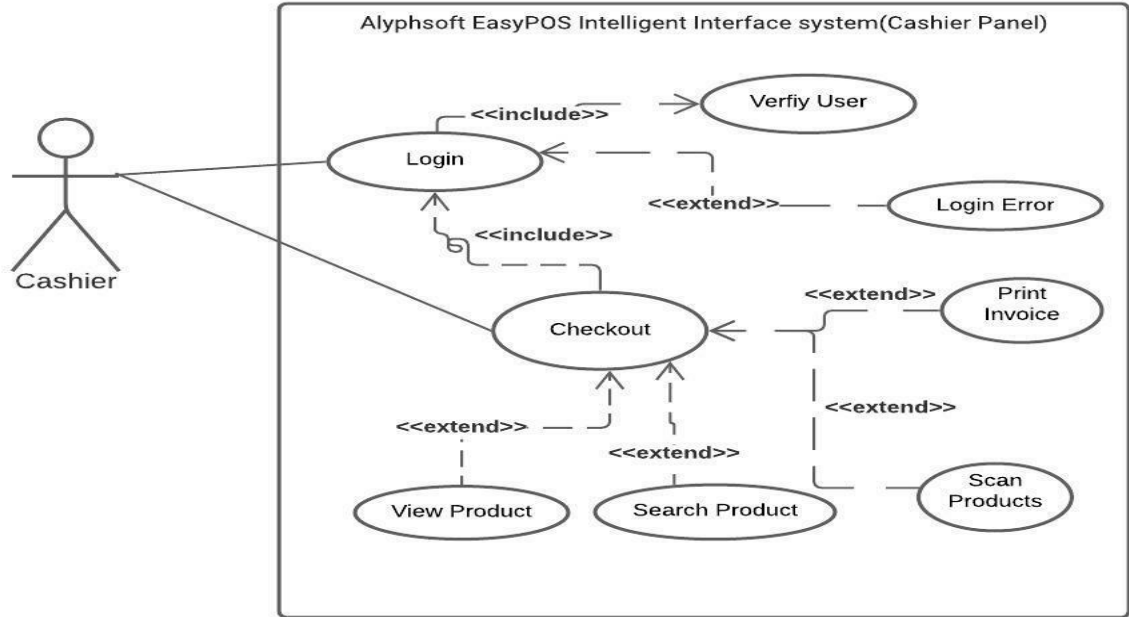 Alyphsoft EasyPOS Intelligent Interface system(Cashier Panel)
Verfiy User
<<include>>
Login
<<extend>>
Login Error
<<include>>
Cashier
<<extend>>
Print
Invoice
Checkout
<<extend>>
<<extend>>
<<extend>>
Scan
Products
View Product
Search Product